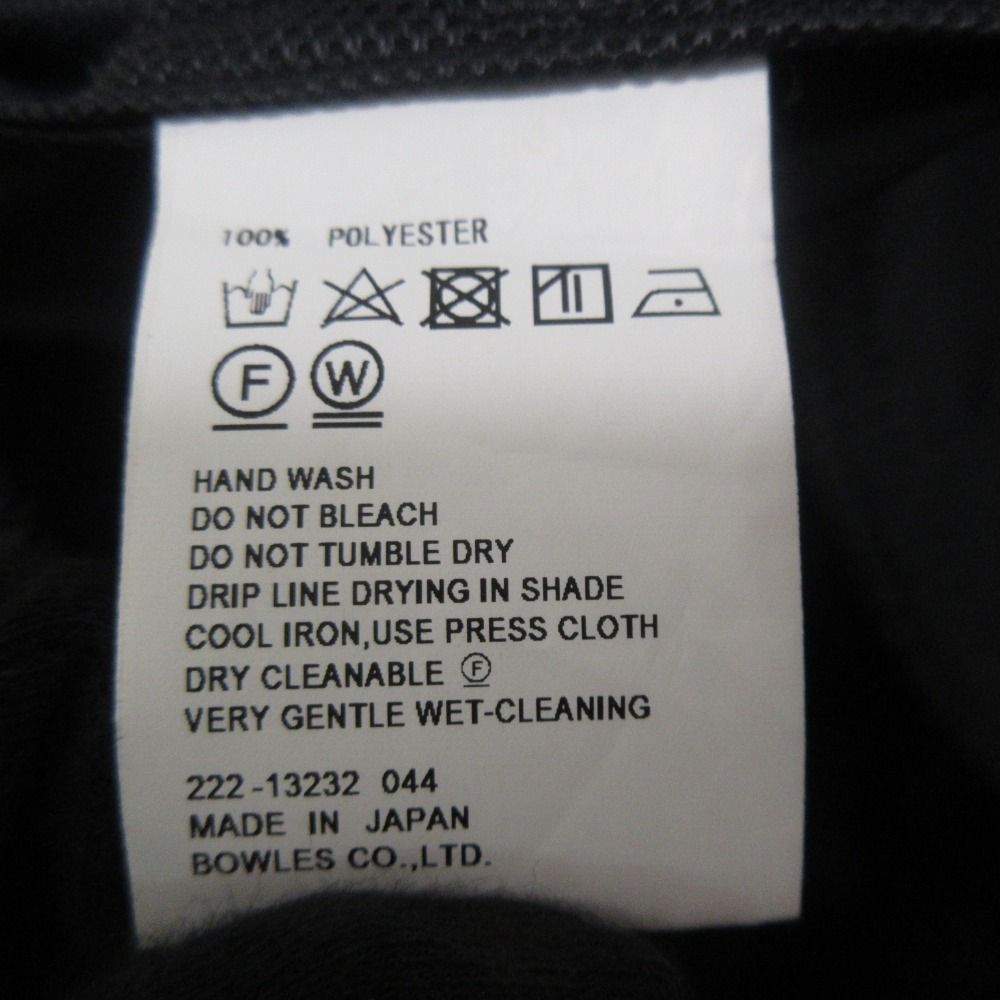 100% POLYESTER
F W
HAND WASH
DO NOT BLEACH
DO NOT TUMBLE DRY
DRIP LINE DRYING IN SHADE
COOL IRON,USE PRESS CLOTH
DRY CLEANABLE Ⓕ
VERY GENTLE WET-CLEANING
222-13232 044
MADE IN JAPAN
BOWLES CO.,LTD.